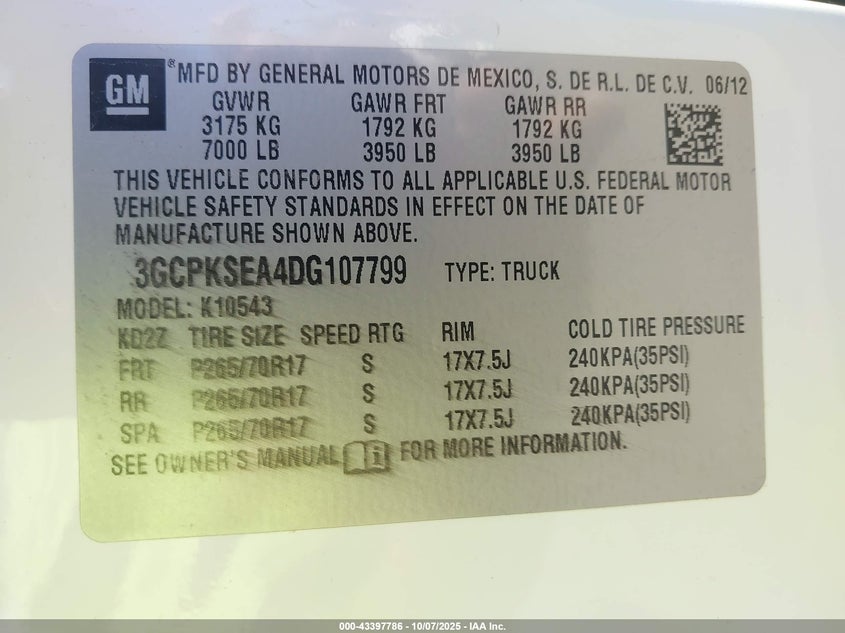 GM ® MFD BY GENERAL MOTORS DE MEXICO, S. DE R.L. DE C.V. 06/12
GVWR GAWR FRT GAWR RR
3175 KG 1792 KG 1792 KG
7000 LB 3950 LB 3950 LB
THIS VEHICLE CONFORMS TO ALL APPLICABLE U.S. FEDERAL MOTOR
VEHICLE SAFETY STANDARDS IN EFFECT ON THE DATE OF
MANUFACTURE SHOWN ABOVE.
3GCPKSEA4DG107799 TYPE: TRUCK
MODEL: K10543
KD2Z TIRE SIZE SPEED RTG RIM COLD TIRE PRESSURE
FRT P265/70R17 S 17X7.5J 240KPA(35PSI)
RR P265/70R17 S 17X7.5J 240KPA(35PSI)
SPA P265/70R17 S 17X7.5J 240KPA(35PSI)
SEE OWNER'S MANUAL FOR MORE INFORMATION.
000-43397786 - 10/07/2025 - IAA Inc.